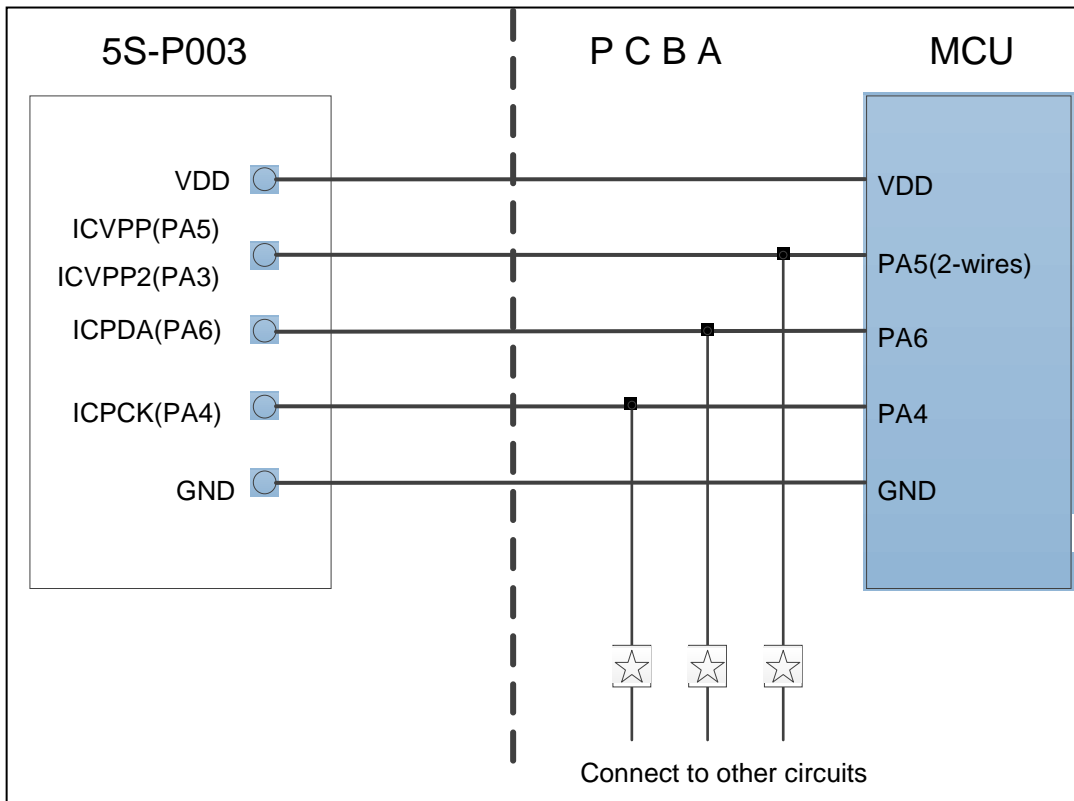 5S-P003
P C B A
MCU
VDD
ICVPP(PA5)
ICVPP2(PA3)
ICPDA(PA6)
ICPCK(PA4)
GND
VDD
PA5(2-wires)
PA6
PA4
GND
Connect to other circuits